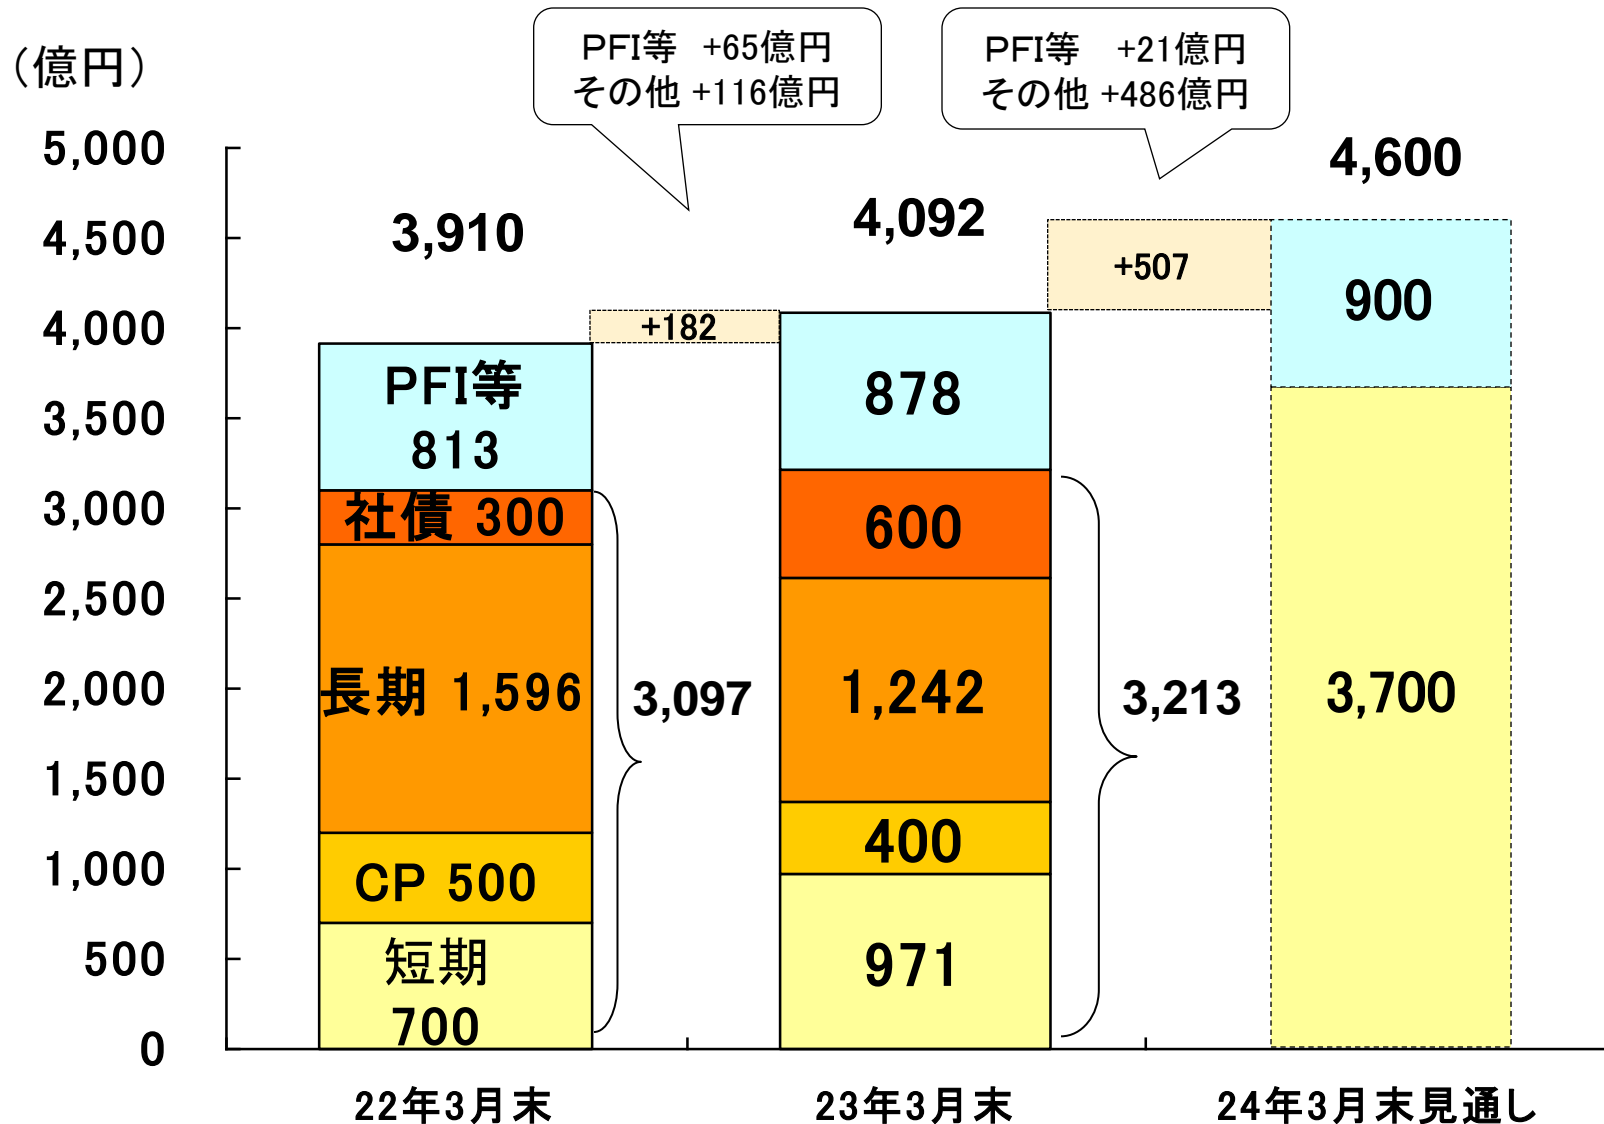 （億円）
PFI等 +65億円
その他 +116億円
PFI等 +21億円
その他 +486億円
5,000
4,500
4,000
3,500
3,000
2,500
2,000
1,500
1,000
500
0
3,910
PFI等
813
社債 300
長期 1,596
CP 500
短期
700
3,097
+182
4,092
878
600
1,242
400
971
3,213
+507
4,600
900
3,700
22年3月末
23年3月末
24年3月末見通し